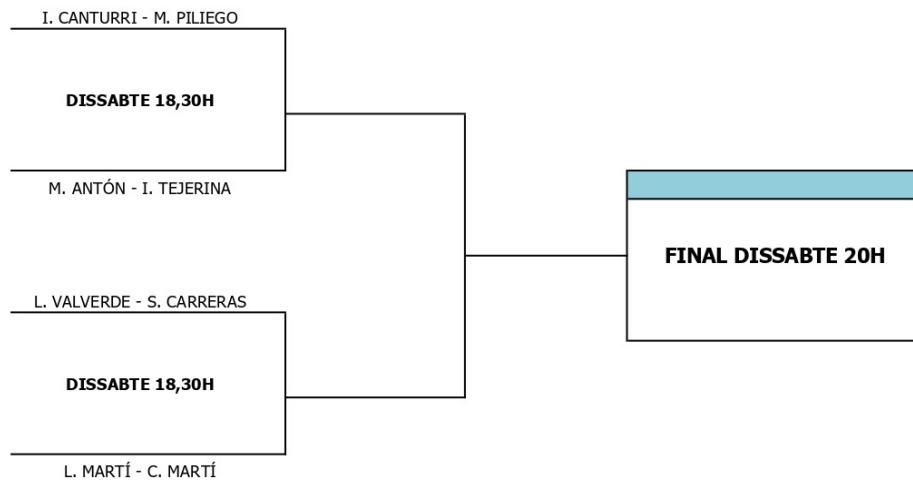 I. CANTURRI - M. PILIEGO
DISSABTE 18,30H
M. ANTÓN - I. TEJERINA
FINAL DISSABTE 20H
L. VALVERDE - S. CARRERAS
DISSABTE 18,30H
L. MARTÍ - C. MARTÍ